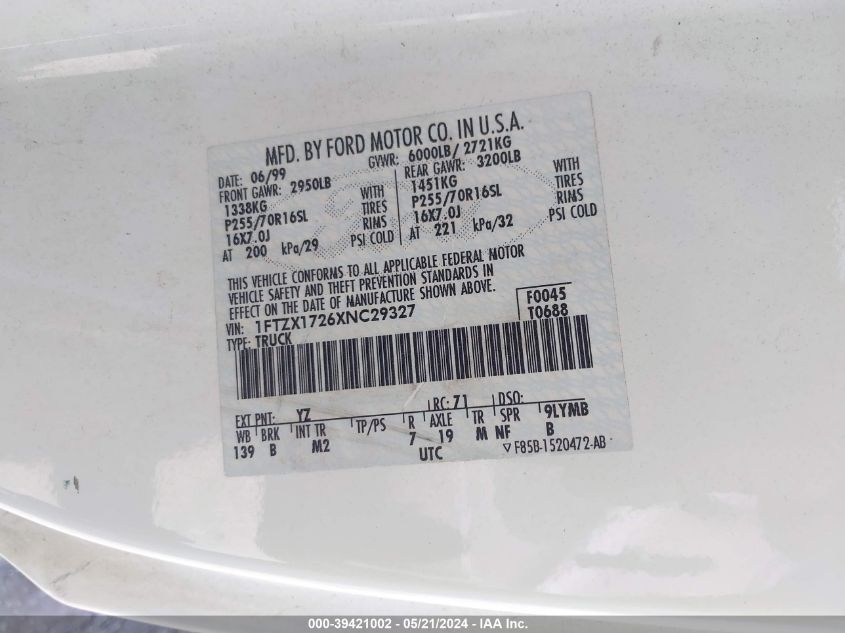 MFD. BY FORD MOTOR CO. IN U.S.A.
DATE: 06/99 GVWR: 6000LB/ 2721KG
FRONT GAWR: 2950LB REAR GAWR: 3200LB
1338KG WITH 1451KG WITH
P255/70R16SL TIRES P255/70R16SL TIRES
16X7.0J RIMS 16X7.0J RIMS
AT 200 kPa/29 PSI COLD AT 221 kPa/32 PSI COLD
THIS VEHICLE CONFORMS TO ALL APPLICABLE FEDERAL MOTOR
VEHICLE SAFETY AND THEFT PREVENTION STANDARDS IN
EFFECT ON THE DATE OF MANUFACTURE SHOWN ABOVE.
VIN: 1FTZX1726XNC29327 F0045
TYPE: TRUCK T0688
EXT PNT: YZ RC: 71 DSO:
WB BRK INT TR TP/PS R AXLE TR SPR 9LYMB
139 B M2 7 19 M NF B
UTC ▽ F85B-1520472-AB
000-39421002 - 05/21/2024 - IAA Inc.